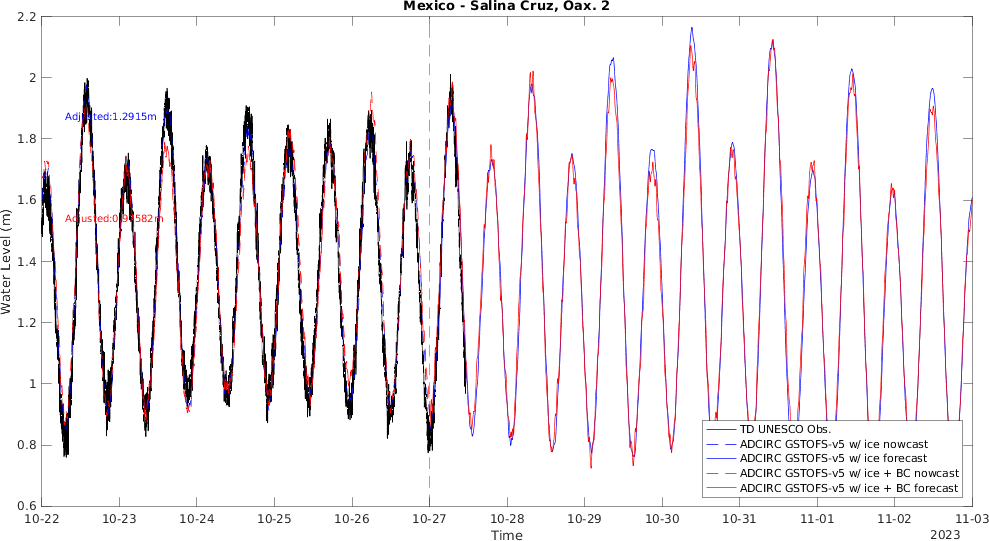 Mexico - Salina Cruz, Oax. 2
Water Level (m)
2.2
2
1.8
1.6
1.4
1.2
1
0.8
0.6
Adjusted:1.2915m
TD UNESCO Obs.
ADCIRC GSTOFS-v5 w/ ice nowcast
ADCIRC GSTOFS-v5 w/ ice forecast
ADCIRC GSTOFS-v5 w/ ice + BC nowcast
ADCIRC GSTOFS-v5 w/ ice + BC forecast
10-22 10-23 10-24 10-25 10-26 10-27 10-28 10-29 10-30 10-31 11-01 11-02 11-03
Time
2023